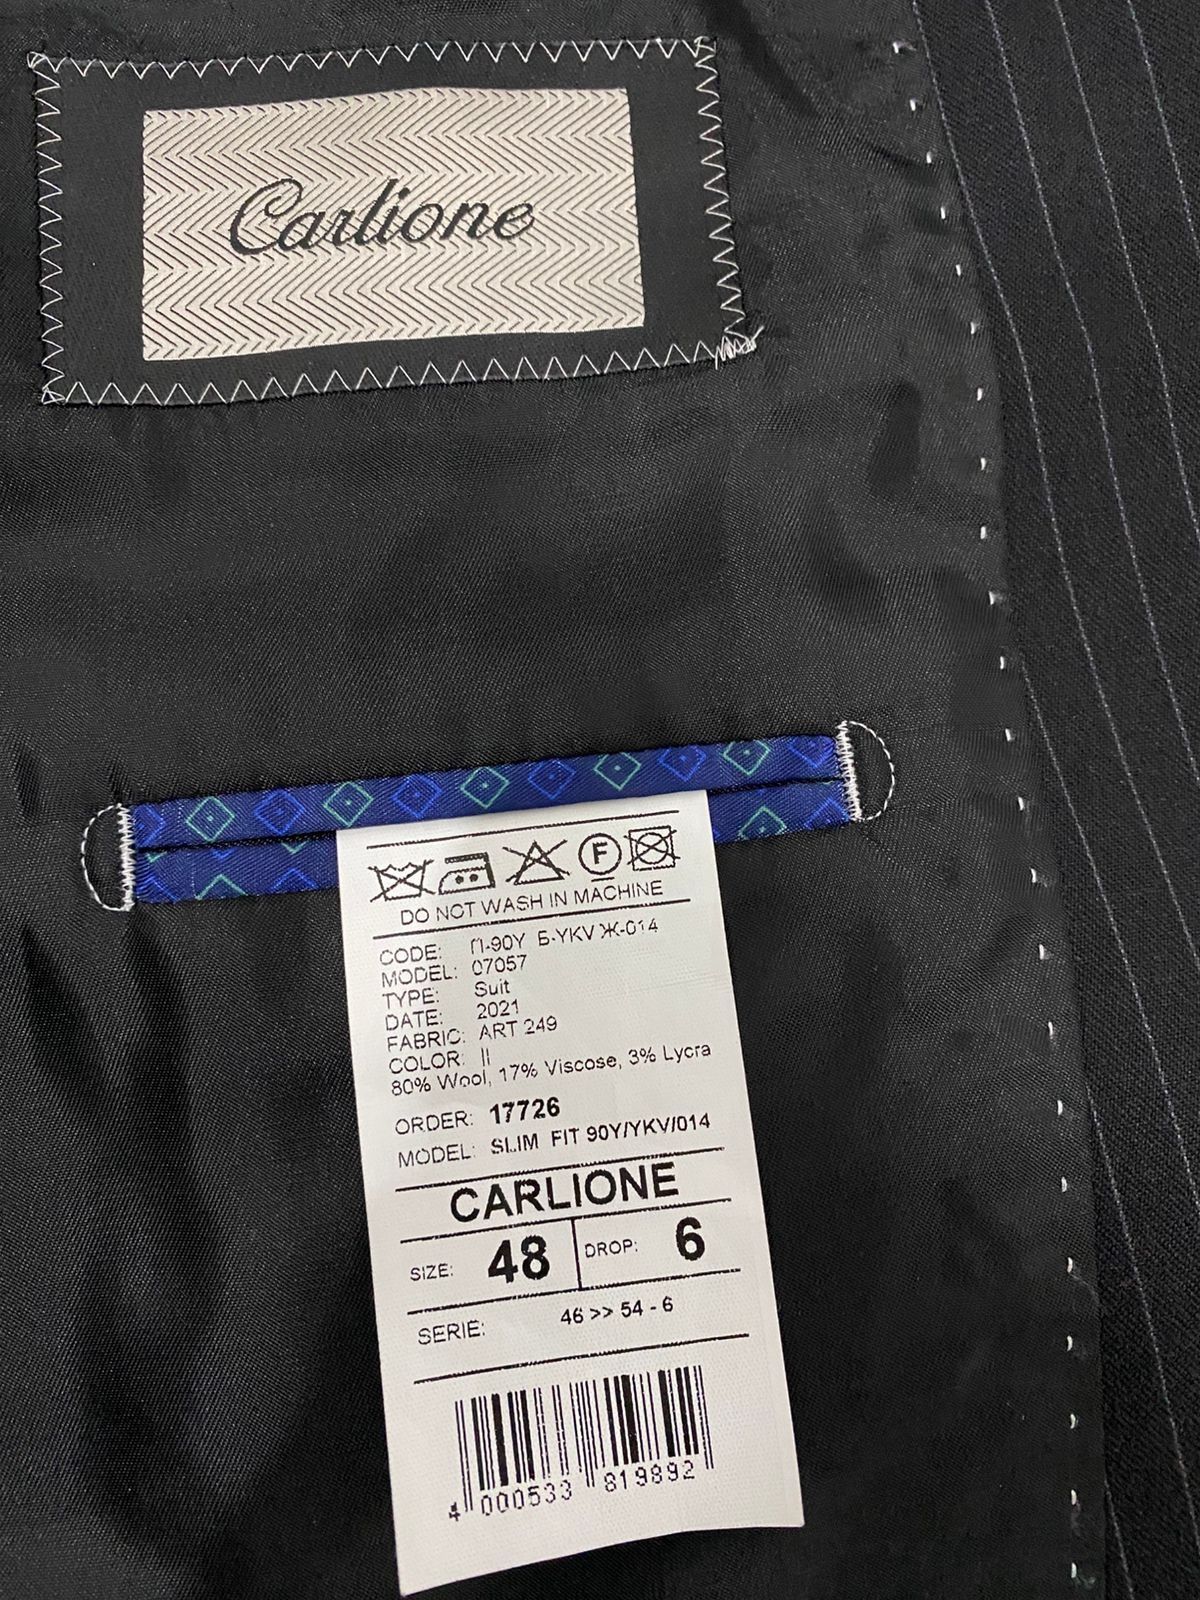 Carlione
F
DO NOT WASH IN MACHINE
CODE: П-90Y Б-YKV Ж-014
MODEL: 07057
TYPE: Suit
DATE: 2021
FABRIC: ART 249
COLOR: II
80% Wool, 17% Viscose, 3% Lycra
ORDER: 17726
MODEL: SLIM FIT 90Y/YKV/014
CARLIONE
SIZE: 48 DROP: 6
SERIE: 46 >> 54 - 6
4 000533 819892